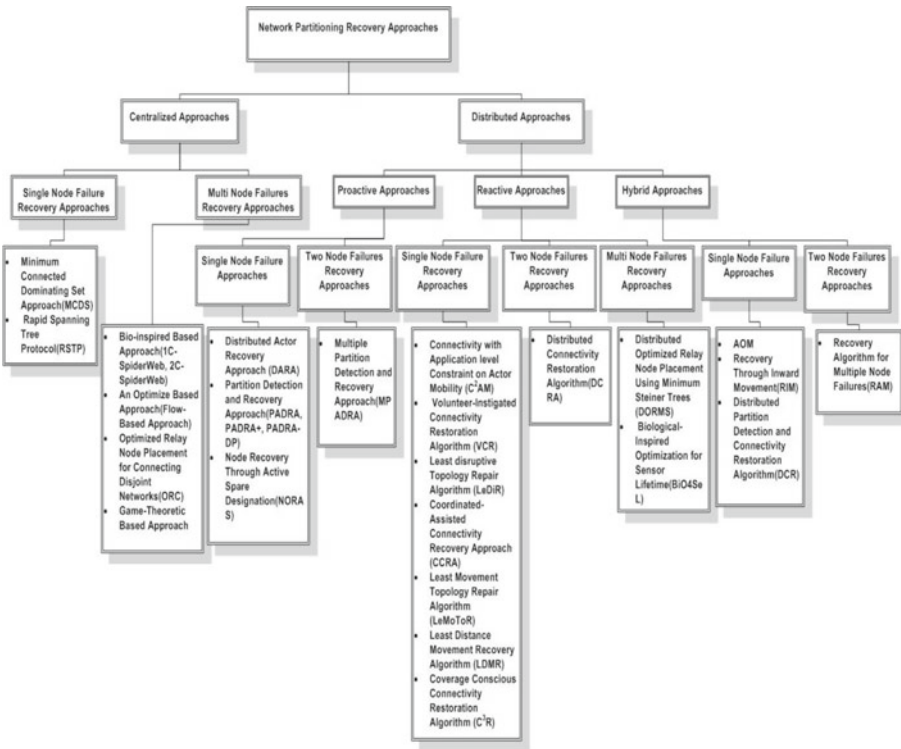 Network Partitioning Recovery Approaches
Centralized Approaches
Distributed Approaches
Single Node Failure
Recovery Approaches
Multi Node Failures
Recovery Approaches
Proactive Approaches
Reactive Approaches
Hybrid Approaches
• Minimum
Connected
Dominating Set
Approach(MCDS)
• Rapid Spanning
Tree
Protocol(RSTP)
Single Node Failure
Approaches
Two Node Failures
Recovery
Approaches
Single Node Failure
Recovery
Approaches
Two Node Failures
Recovery
Approaches
Multi Node Failures
Recovery
Approaches
Single Node Failure
Approaches
Two Node Failures
Recovery
Approaches
• Bio-inspired Based
Approach(1C-
SpiderWeb, 2C-
SpiderWeb)
• An Optimize Based
Approach(Flow-
Based Approach)
• Optimized Relay
Node Placement
for Connecting
Disjoint
Networks(ORC)
• Game-Theoretic
Based Approach
• Distributed Actor
Recovery
Approach (DARA)
• Partition Detection
and Recovery
Approach(PADRA,
PADRA+, PADRA-
DP)
• Node Recovery
Through Active
Spare
Designation(NORA
S)
• Multiple
Partition
Detection and
Recovery
Approach(MP
ADRA)
• Connectivity with
Application level
Constraint on Actor
Mobility (C²AM)
• Volunteer-Instigated
Connectivity
Restoration
Algorithm (VCR)
• Least disruptive
Topology Repair
Algorithm (LeDiR)
• Coordinated-
Assisted
Connectivity
Recovery Approach
(CCRA)
• Least Movement
Topology Repair
Algorithm
(LeMoToR)
• Least Distance
Movement Recovery
Algorithm (LDMR)
• Coverage Conscious
Connectivity
Restoration
Algorithm (C³R)
• Distributed
Connectivity
Restoration
Algorithm(DC
RA)
• Distributed
Optimized Relay
Node Placement
Using Minimum
Steiner Trees
(DORMS)
• Biological-
Inspired
Optimization for
Sensor
Lifetime(BiO4Se
L)
• AOM
• Recovery
Through Inward
Movement(RIM)
• Distributed
Partition
Detection and
Connectivity
Restoration
Algorithm(DCR)
• Recovery
Algorithm for
Multiple Node
Failures(RAM)